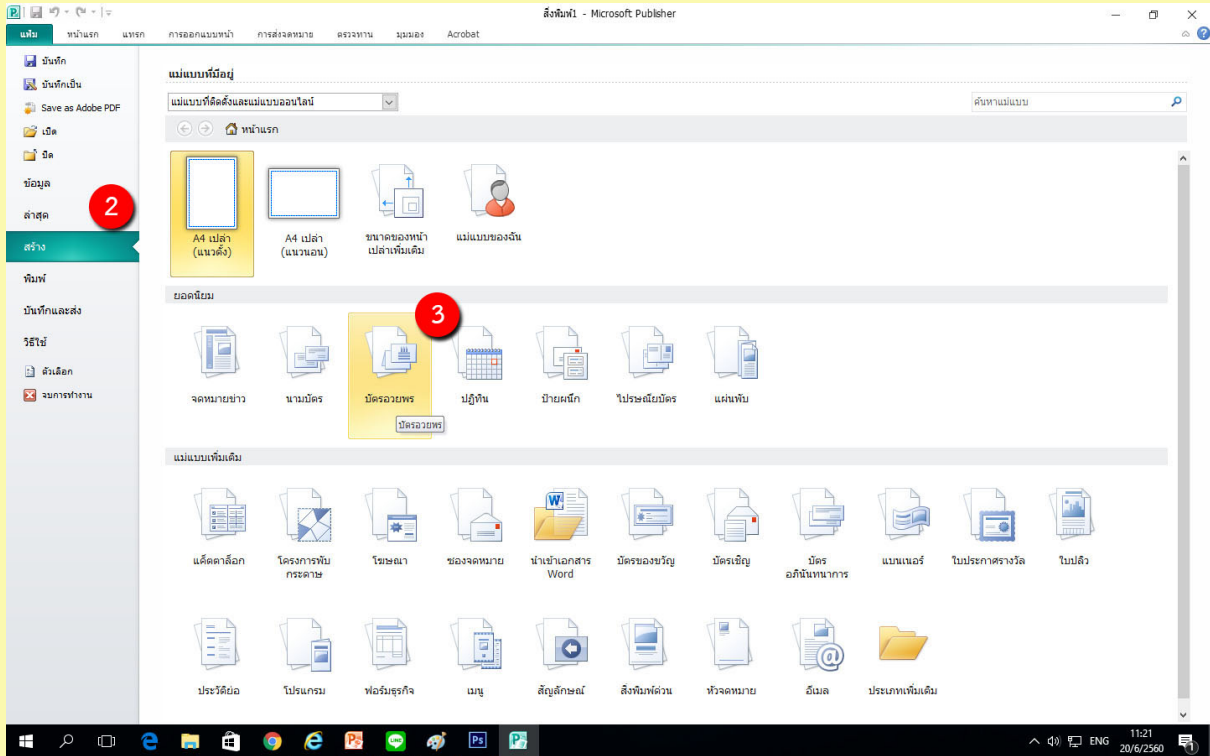 สิ่งพิมพ์1 - Microsoft Publisher
แฟ้ม หน้าแรก แทรก การออกแบบหน้า การส่งจดหมาย ตรวจทาน มุมมอง Acrobat
บันทึก
บันทึกเป็น
Save as Adobe PDF
เปิด
ปิด
ข้อมูล
ล่าสุด
2
สร้าง
พิมพ์
บันทึกและส่ง
วิธีใช้
ตัวเลือก
จบการทำงาน
แม่แบบที่มีอยู่
แม่แบบที่ติดตั้งและแม่แบบออนไลน์
ค้นหาแม่แบบ
หน้าแรก
A4 เปล่า (แนวตั้ง)
A4 เปล่า (แนวนอน)
ขนาดของหน้า
เปล่าเพิ่มเติม
แม่แบบของฉัน
ยอดนิยม
3
จดหมายข่าว นามบัตร บัตรอวยพร ปฏิทิน ป้ายผนึก ไปรษณียบัตร แผ่นพับ
บัตรอวยพร
แม่แบบเพิ่มเติม
แค็ตตาล็อก
โครงการพับ
กระดาษ
โฆษณา
ซองจดหมาย
นำเข้าเอกสาร
Word
บัตรของขวัญ
บัตรเชิญ
บัตร
อภินันทนาการ
แบนเนอร์
ใบประกาศรางวัล
ใบปลิว
ประวัติย่อ โปรแกรม ฟอร์มธุรกิจ เมนู สัญลักษณ์ สิ่งพิมพ์ด่วน หัวจดหมาย อีเมล ประเภทเพิ่มเติม
ENG
11:21
20/6/2560